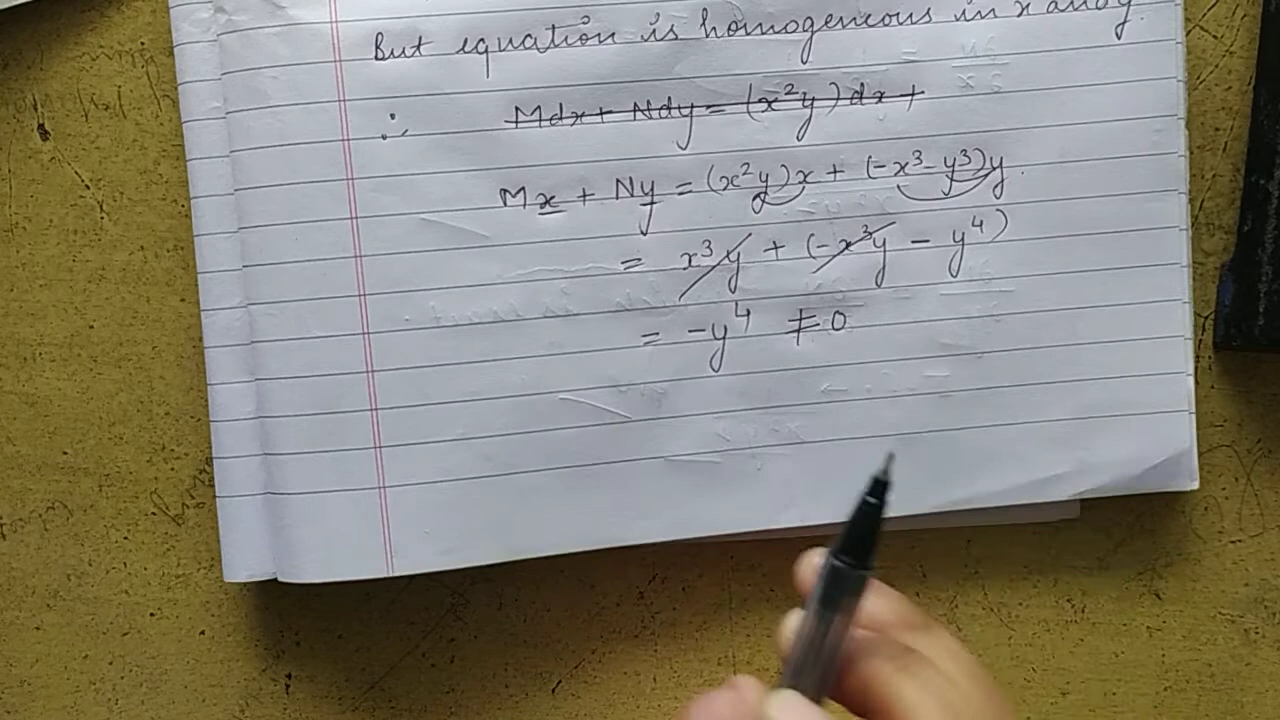 But equation is homogeneous in x and y.
∴ Mdx + Ndy = (x²y)dx +
Mx + Ny = (x²y)x + (-x³-y³)y.
= x³y + (-x³y - y⁴)
= -y⁴ ≠ 0